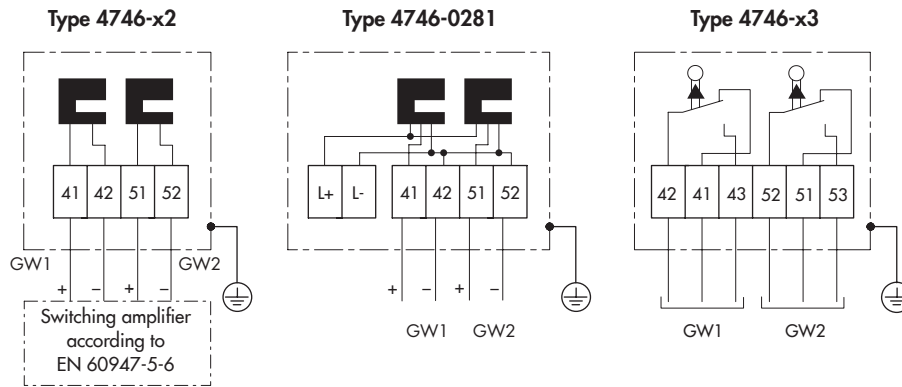 Type 4746-x2
Type 4746-0281
Type 4746-x3
41 42 51 52
L+ L- 41 42 51 52
42 41 43 52 51 53
GW1 GW2
+ – + –
+ – + –
Switching amplifier
according to
EN 60947-5-6
GW1 GW2
GW1 GW2